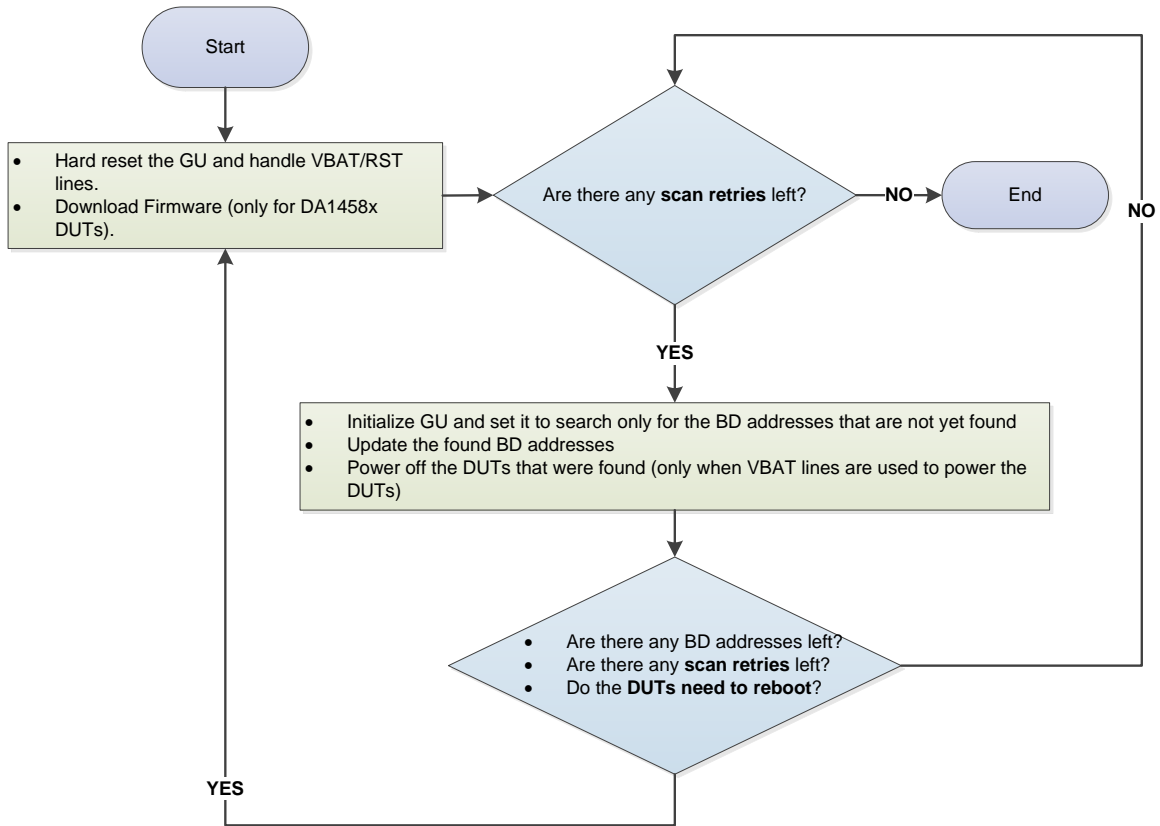 Start
• Hard reset the GU and handle VBAT/RST
lines.
• Download Firmware (only for DA1458x
DUTs).
Are there any scan retries left?
NO
End
NO
YES
• Initialize GU and set it to search only for the BD addresses that are not yet found
• Update the found BD addresses
• Power off the DUTs that were found (only when VBAT lines are used to power the
DUTs)
• Are there any BD addresses left?
• Are there any scan retries left?
• Do the DUTs need to reboot?
YES